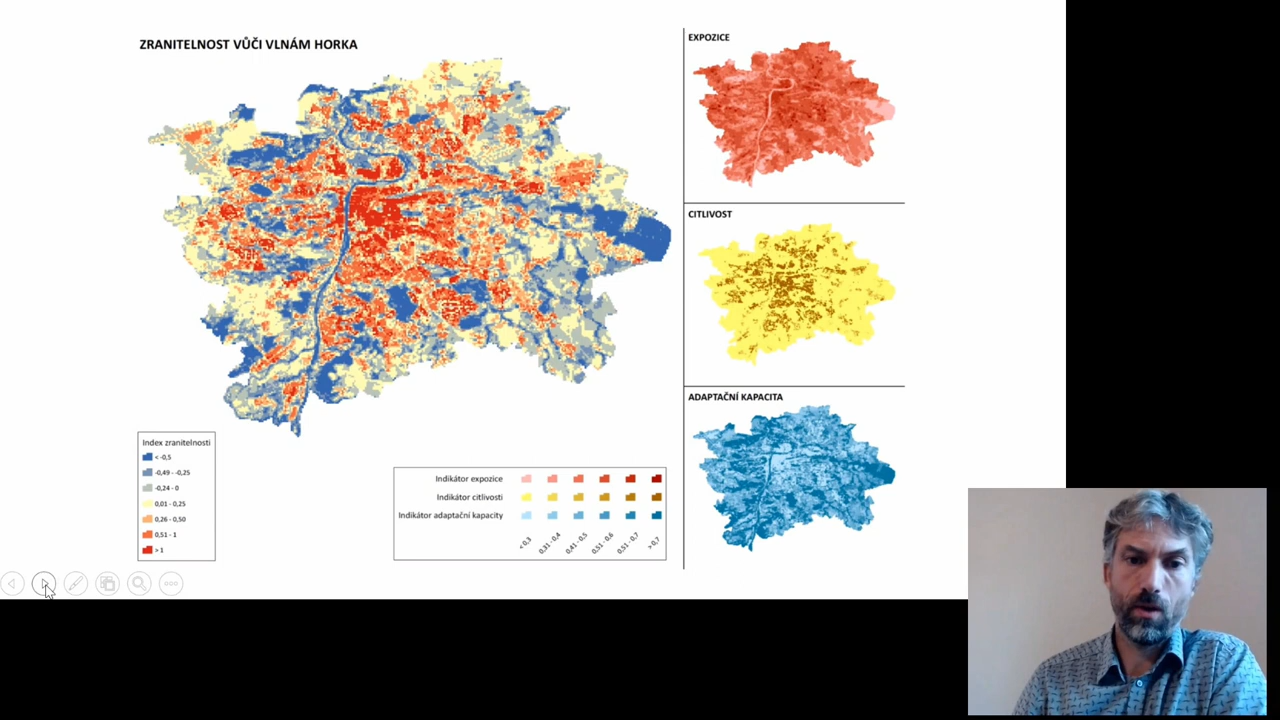 ZRANITELNOST VŮČI VLNÁM HORKA
EXPOZICE
CITLIVOST
ADAPTAČNÍ KAPACITA
Index zranitelnosti
< -0,5
-0,49 - -0,25
-0,24 - 0
0,01 - 0,25
0,26 - 0,50
0,51 - 1
> 1
Indikátor expozice
Indikátor citlivosti
Indikátor adaptační kapacity
< 0,3
0,31 - 0,4
0,41 - 0,5
0,51 - 0,6
0,51 - 0,7
> 0,7